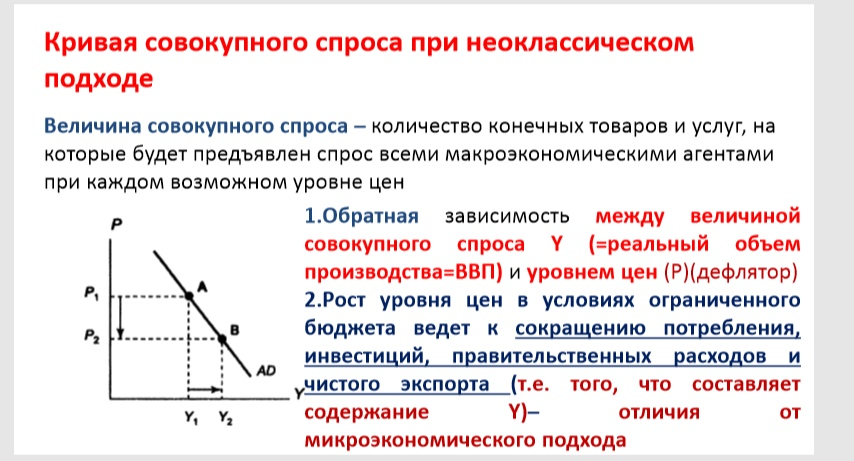 Кривая совокупного спроса при неоклассическом
подходе
Величина совокупного спроса – количество конечных товаров и услуг, на
которые будет предъявлен спрос всеми макроэкономическими агентами
при каждом возможном уровне цен
1.Обратная зависимость между величиной
совокупного спроса Y (=реальный объем
производства=ВВП) и уровнем цен (P)(дефлятор)
2.Рост уровня цен в условиях ограниченного
бюджета ведет к сокращению потребления,
инвестиций, правительственных расходов и
чистого экспорта (т.е. того, что составляет
содержание Y)– отличия от
микроэкономического подхода
P
P₁
A
P₂
B
AD
Y
Y₁ Y₂